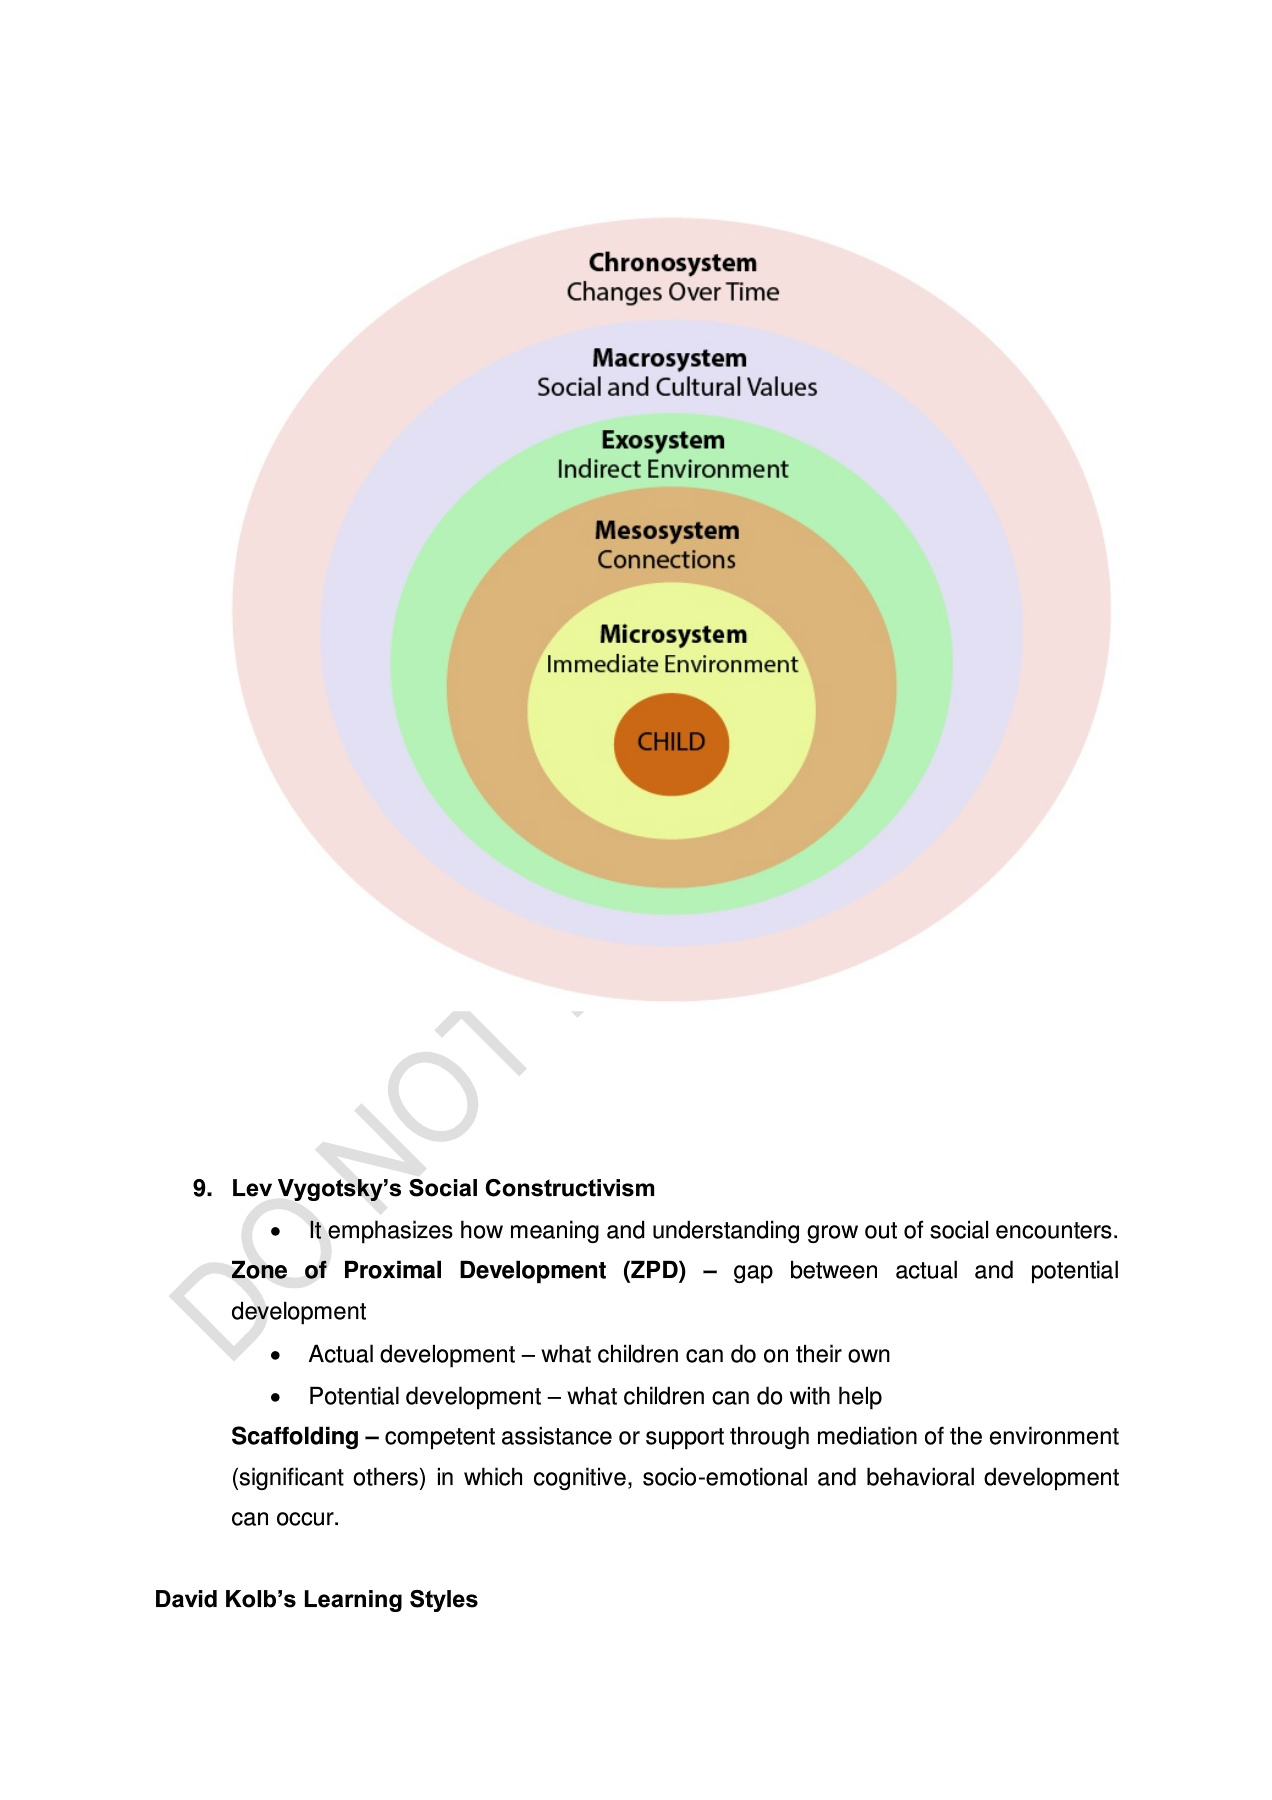 Chronosystem
Changes Over Time
Macrosystem
Social and Cultural Values
Exosystem
Indirect Environment
Mesosystem
Connections
Microsystem
Immediate Environment
CHILD
DO NOT
9. Lev Vygotsky’s Social Constructivism
• It emphasizes how meaning and understanding grow out of social encounters.
Zone of Proximal Development (ZPD) – gap between actual and potential
development
• Actual development – what children can do on their own
• Potential development – what children can do with help
Scaffolding – competent assistance or support through mediation of the environment
(significant others) in which cognitive, socio-emotional and behavioral development
can occur.
David Kolb’s Learning Styles